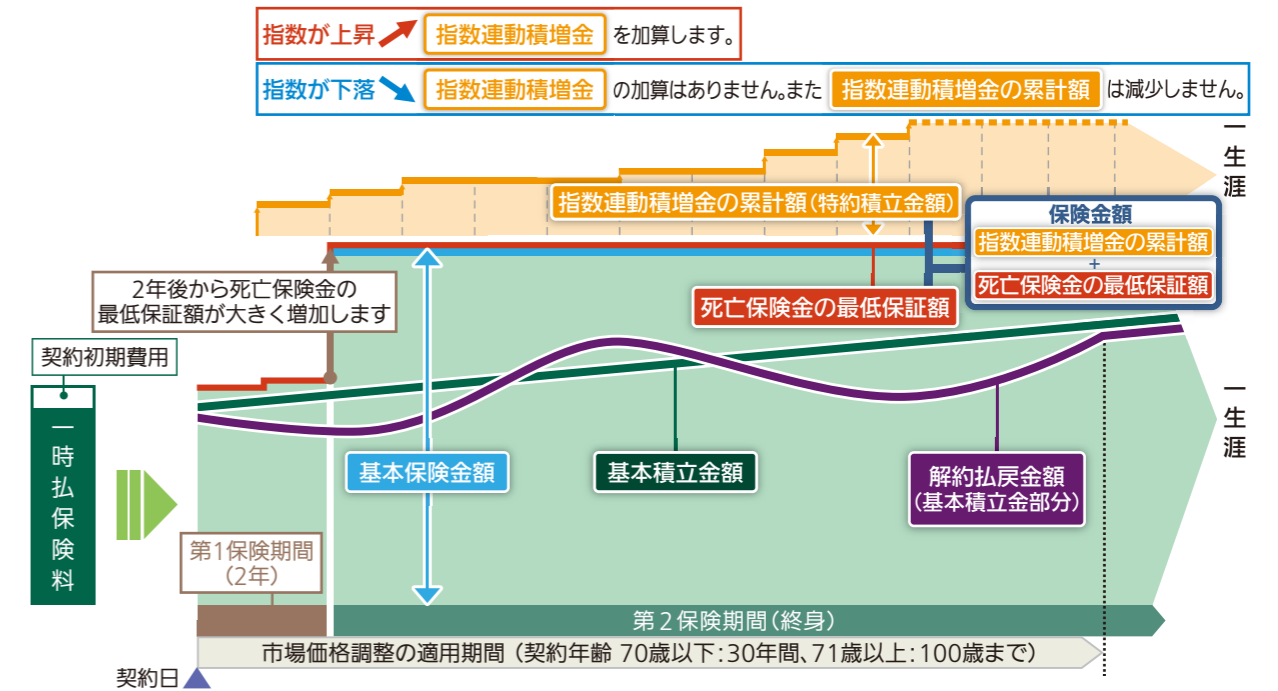 指数が上昇 指数連動積増金 を加算します。
指数が下落 指数連動積増金 の加算はありません。また 指数連動積増金の累計額 は減少しません。
一生涯
指数連動積増金の累計額(特約積立金額)
保険金額
指数連動積増金の累計額
+
死亡保険金の最低保証額
2年後から死亡保険金の
最低保証額が大きく増加します
死亡保険金の最低保証額
契約初期費用
一時払保険料
一生涯
基本保険金額
基本積立金額
解約払戻金額
(基本積立金部分)
第1保険期間
(2年)
第2保険期間(終身)
市場価格調整の適用期間(契約年齢 70歳以下:30年間、71歳以上:100歳まで)
契約日